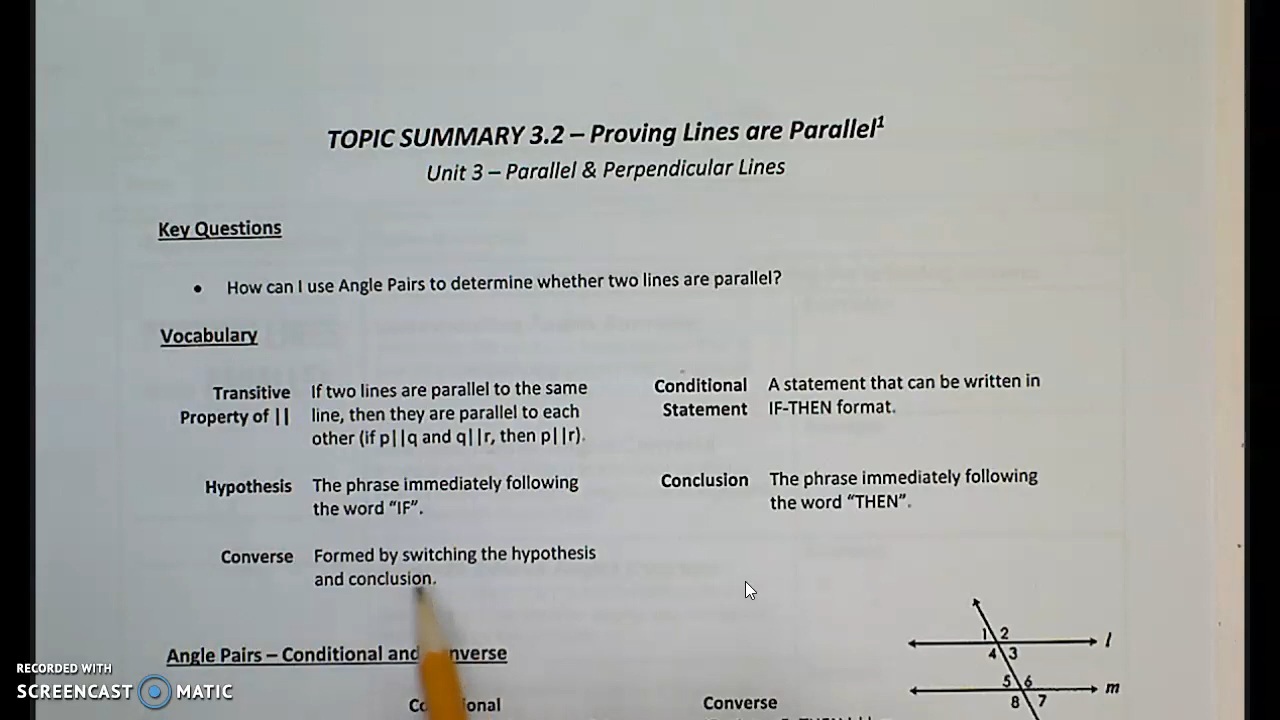 TOPIC SUMMARY 3.2 – Proving Lines are Parallel¹
Unit 3 – Parallel & Perpendicular Lines
Key Questions
• How can I use Angle Pairs to determine whether two lines are parallel?
Vocabulary
Transitive
Property of ||
If two lines are parallel to the same
line, then they are parallel to each
other (if p||q and q||r, then p||r).
Conditional
Statement
A statement that can be written in
IF-THEN format.
Hypothesis
The phrase immediately following
the word “IF”.
Conclusion
The phrase immediately following
the word “THEN”.
Converse
Formed by switching the hypothesis
and conclusion.
Angle Pairs – Conditional and
Converse
1 2
4 3
l
5 6
8 7
m
RECORDED WITH
SCREENCAST MATIC